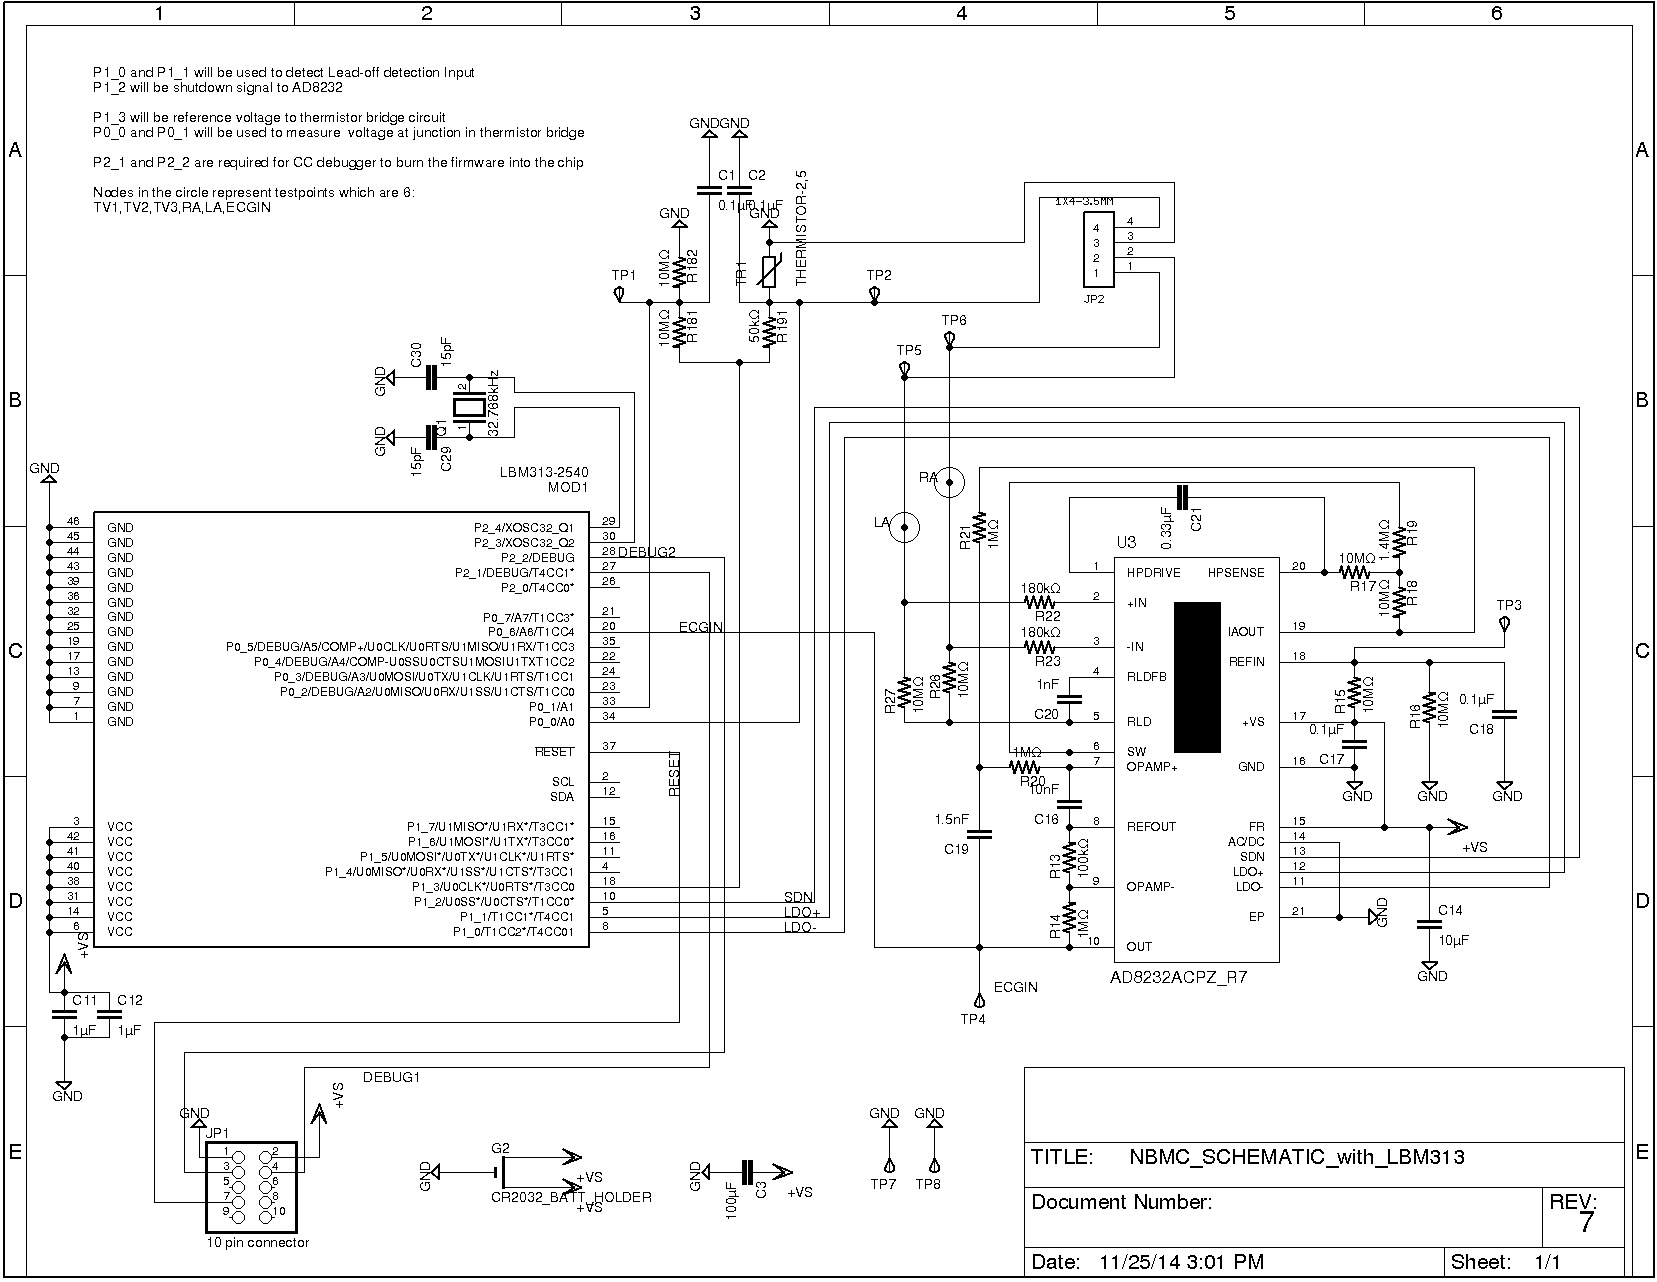 1 2 3 4 5 6
P1_0 and P1_1 will be used to detect Lead-off detection Input
P1_2 will be shutdown signal to AD8232
P1_3 will be reference voltage to thermistor bridge circuit
P0_0 and P0_1 will be used to measure voltage at junction in thermistor bridge
P2_1 and P2_2 are required for CC debugger to burn the firmware into the chip
Nodes in the circle represent testpoints which are 6:
TV1,TV2,TV3,RA,LA,ECGIN
A
A
B
B
C
C
D
D
E
E
GND GND
C1 C2
0.1µF 0.1µF
GND GND
THERMISTOR-2,5
10MΩ R182
TR1
TP1
TP2
10MΩ R181
50kΩ R191
1X4-3.5MM
4 4
3 3
2 2
1 1
JP2
TP6
TP5
C30 15pF
GND
2
32.768kHz
Q1
1
GND
15pF C29
LBM313-2540
MOD1
GND
46 GND
45 GND
44 GND
43 GND
39 GND
36 GND
32 GND
25 GND
19 GND
17 GND
13 GND
9 GND
7 GND
1 GND
3 VCC
42 VCC
41 VCC
40 VCC
38 VCC
31 VCC
14 VCC
6 VCC
P2_4/XOSC32_Q1 29
P2_3/XOSC32_Q2 30
P2_2/DEBUG 28 DEBUG2
P2_1/DEBUG/T4CC1* 27
P2_0/T4CC0* 26
P0_7/A7/T1CC3* 21
P0_6/A6/T1CC4 20 ECGIN
P0_5/DEBUG/A5/COMP+/U0CLK/U0RTS/U1MISO/U1RX/T1CC3 35
P0_4/DEBUG/A4/COMP-U0SSU0CTSU1MOSIU1TXT1CC2 22
P0_3/DEBUG/A3/U0MOSI/U0TX/U1CLK/U1RTS/T1CC1 24
P0_2/DEBUG/A2/U0MISO/U0RX/U1SS/U1CTS/T1CC0 23
P0_1/A1 33
P0_0/A0 34
RESET 37
RESET
SCL 2
SDA 12
P1_7/U1MISO*/U1RX*/T3CC1* 15
P1_6/U1MOSI*/U1TX*/T3CC0* 16
P1_5/U0MOSI*/U0TX*/U1CLK*/U1RTS* 11
P1_4/U0MISO*/U0RX*/U1SS*/U1CTS*/T3CC1 4
P1_3/U0CLK*/U0RTS*/T3CC0 18
P1_2/U0SS*/U0CTS*/T1CC0* 10 SDN
P1_1/T1CC1*/T4CC1 5 LDO+
P1_0/T1CC2*/T4CC01 8 LDO-
+VS
C11 C12
1µF 1µF
GND
RA
LA
R21 1MΩ
0.33µF C21
1.4MΩ R19
10MΩ
R17
10MΩ R18
TP3
U3
1 HPDRIVE HPSENSE 20
2 +IN
3 -IN
4 RLDFB
5 RLD
6 SW
7 OPAMP+
8 REFOUT
9 OPAMP-
10 OUT
IAOUT 19
REFIN 18
+VS 17
GND 16
FR 15
AC/DC 14
SDN 13
LDO+ 12
LDO- 11
EP 21
AD8232ACPZ_R7
180kΩ
R22
180kΩ
R23
R27 10MΩ
R26 10MΩ
1nF
C20
1MΩ
R20
10nF
C16
1.5nF
C19
R13 100kΩ
R14 1MΩ
R15 10MΩ
R16 10MΩ
0.1µF
C18
0.1µF
C17
GND GND GND
+VS
GND
C14
10µF
GND
ECGIN
TP4
DEBUG1
+VS
GND
JP1
1 2
3 4
5 6
7 8
9 10
10 pin connector
GND
G2
+VS
+VS
CR2032_BATT_HOLDER
GND
100µF C3
+VS
GND GND
TP7 TP8
TITLE: NBMC_SCHEMATIC_with_LBM313
Document Number:
REV:
7
Date: 11/25/14 3:01 PM
Sheet: 1/1